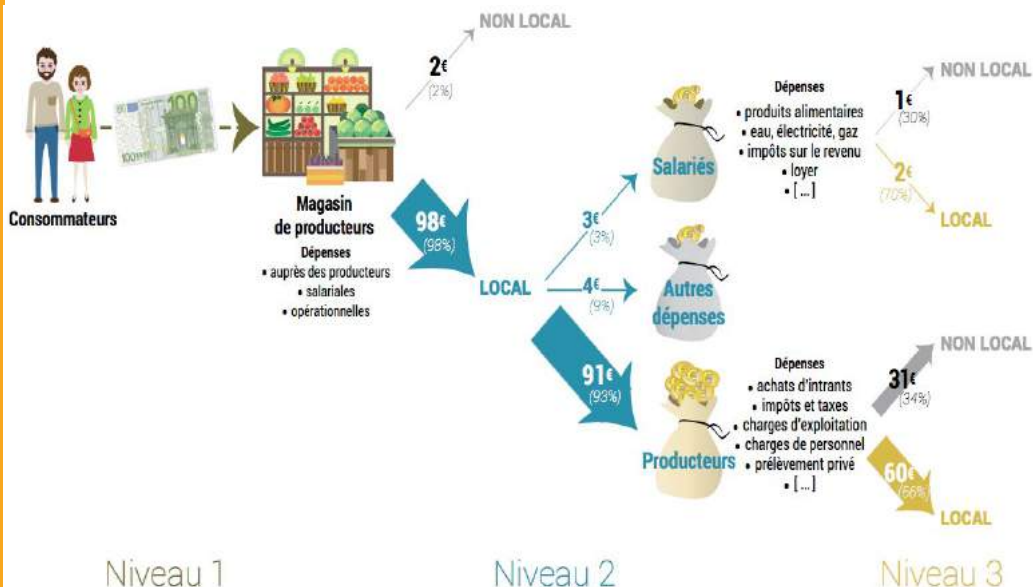 NON LOCAL
2€
(2%)
100
100 EURO
Consommateurs
Magasin
de producteurs
Dépenses
• auprès des producteurs
• salariales
• opérationnelles
98€
(98%)
LOCAL
3€
(3%)
Salariés
Dépenses
• produits alimentaires
• eau, électricité, gaz
• impôts sur le revenu
• loyer
• [...]
NON LOCAL
1€
(30%)
2€
(70%)
LOCAL
4€
(9%)
Autres
dépenses
91€
(93%)
Producteurs
Dépenses
• achats d'intrants
• impôts et taxes
• charges d'exploitation
• charges de personnel
• prélèvement privé
• [...]
NON LOCAL
31€
(34%)
60€
(66%)
LOCAL
Niveau 1
Niveau 2
Niveau 3